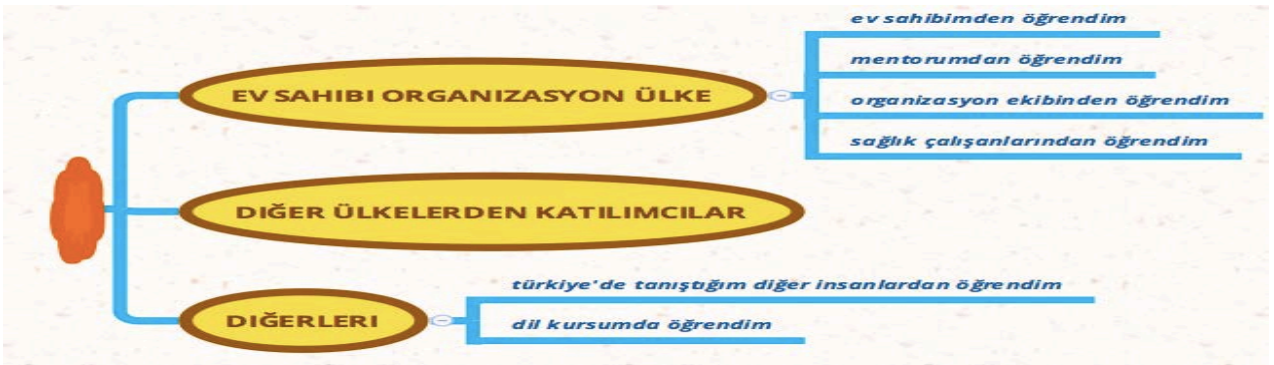 ev sahibimden öğrendim
mentorumdan öğrendim
EV SAHIBI ORGANIZASYON ÜLKE
organizasyon ekibinden öğrendim
sağlık çalışanlarından öğrendim
DIĞER ÜLKELERDEN KATILIMCILAR
türkiye'de tanıştığım diğer insanlardan öğrendim
DIĞERLERI
dil kursumda öğrendim